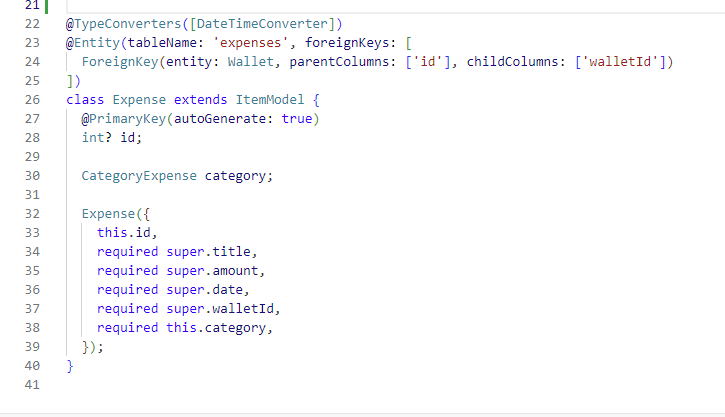 21
22 @TypeConverters([DateTimeConverter])
23 @Entity(tableName: 'expenses', foreignKeys: [
24   ForeignKey(entity: Wallet, parentColumns: ['id'], childColumns: ['walletId'])
25 ])
26 class Expense extends ItemModel {
27   @PrimaryKey(autoGenerate: true)
28   int? id;
29
30   CategoryExpense category;
31
32   Expense({
33     this.id,
34     required super.title,
35     required super.amount,
36     required super.date,
37     required super.walletId,
38     required this.category,
39   });
40 }
41